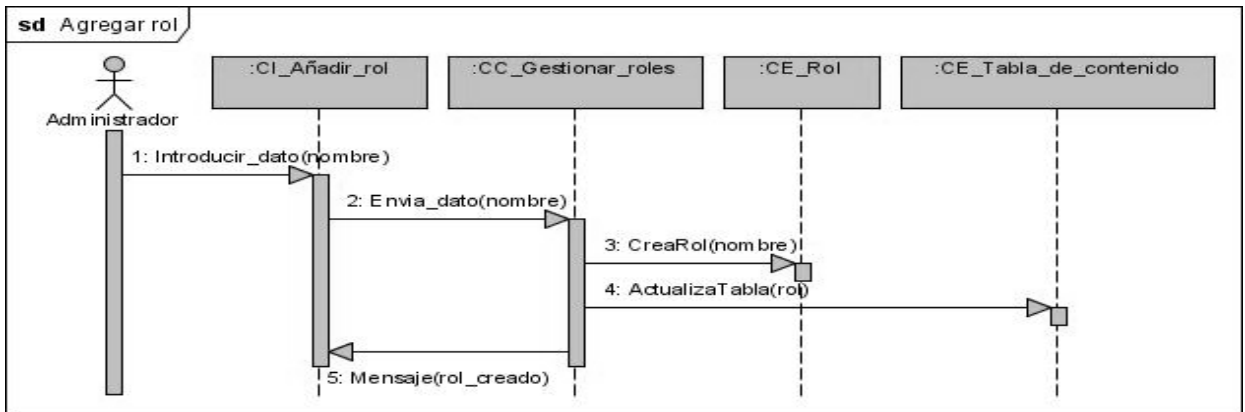 sd Agregar rol
:CI_Añadir_rol
:CC_Gestionar_roles
:CE_Rol
:CE_Tabla_de_contenido
Administrador
1: Introducir_dato(nombre)
2: Envia_dato(nombre)
3: CreaRol(nombre)
4: ActualizaTabla(rol)
5: Mensaje(rol_creado)